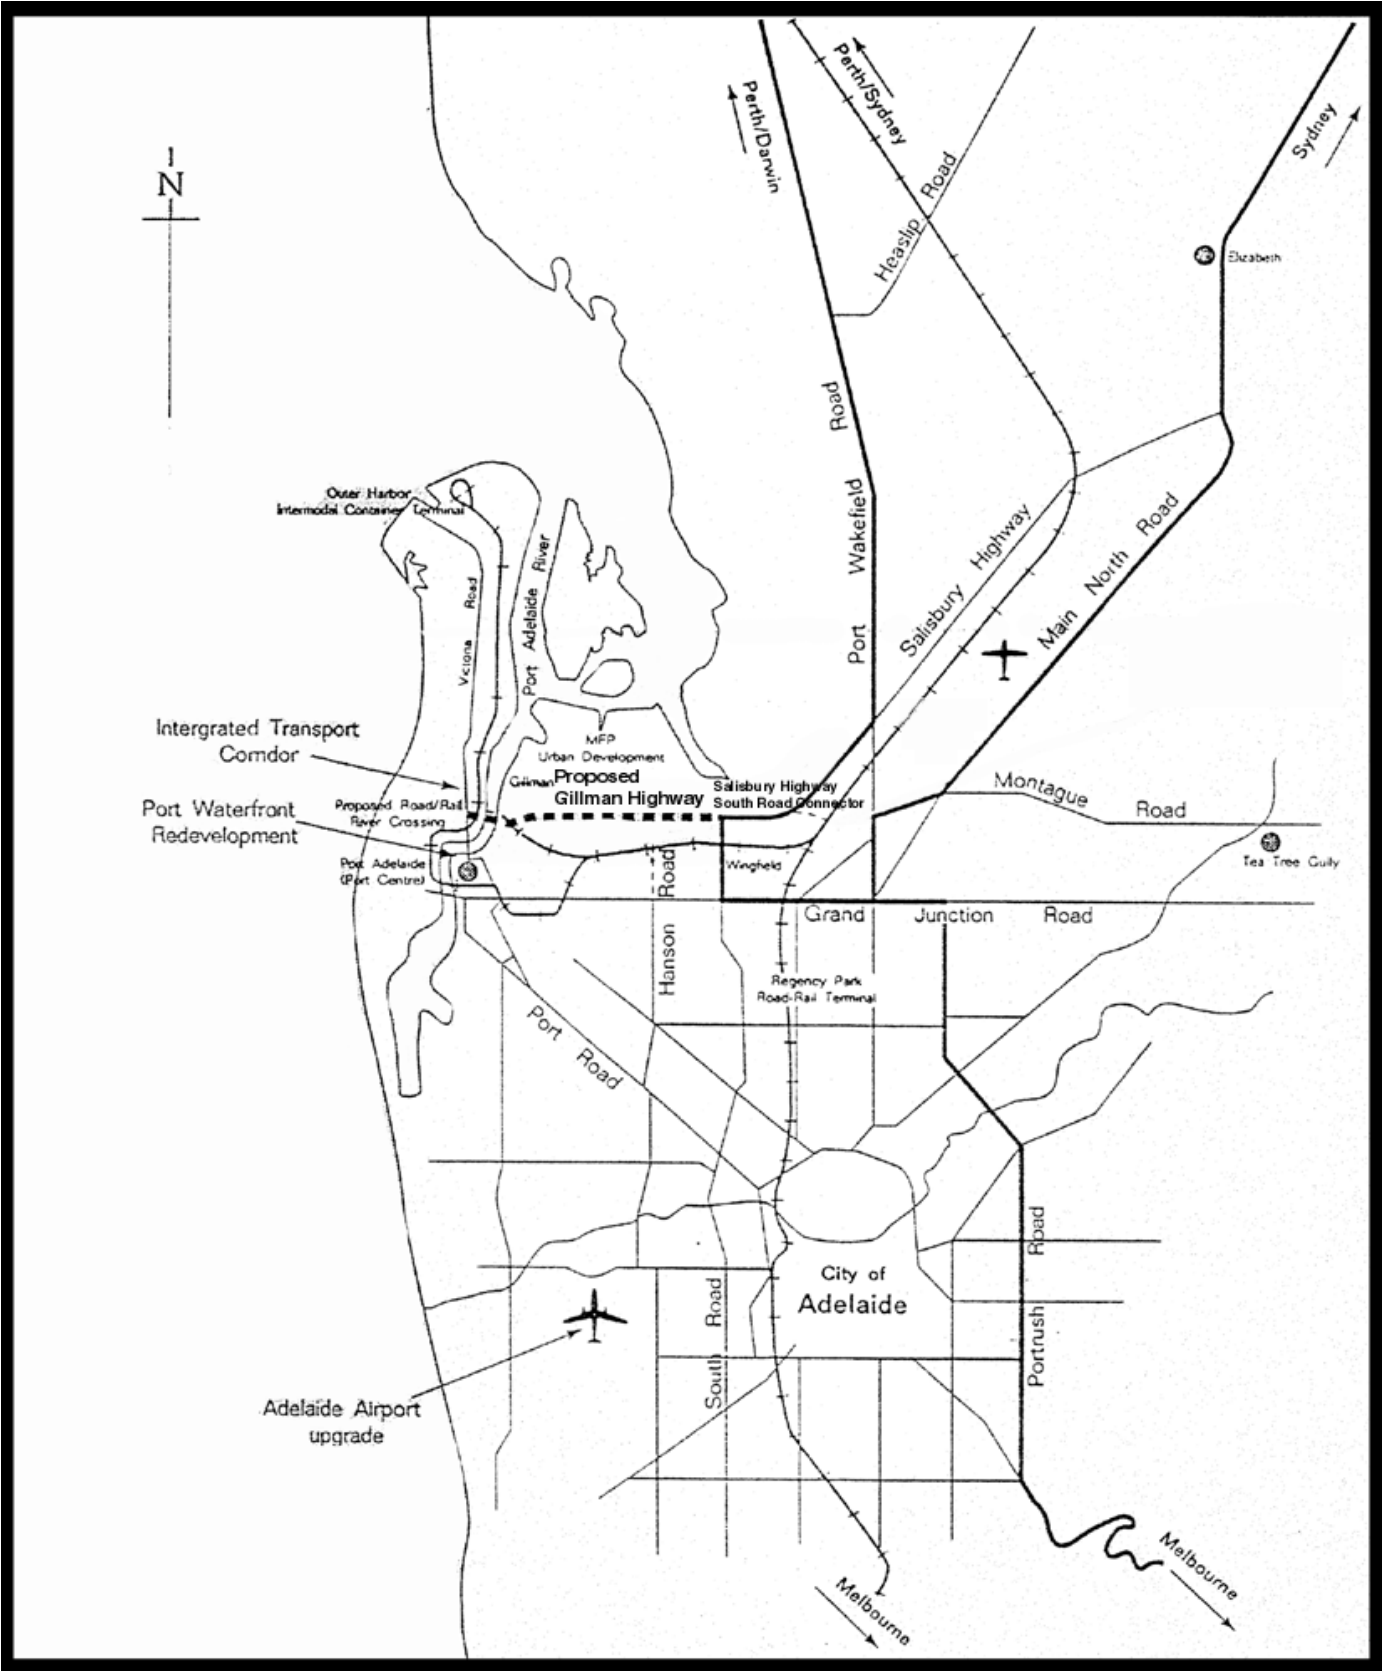 N
Perth/Darwin
Perth/Sydney
Heaslip Road
Sydney
Elizabeth
Outer Harbor
Intermodal Container Terminal
Victoria Road
Port Adelaide River
Port Wakefield Road
Salisbury Highway
Main North Road
Intergrated Transport
Corridor
MFP
Urban Development
Gillman
Proposed
Gillman Highway
Salisbury Highway
South Road Connector
Montague Road
Port Waterfront
Redevelopment
Proposed Road/Rail
River Crossing
Port Adelaide
(Port Centre)
Wingfield
Tea Tree Gully
Hanson Road
Grand Junction Road
Regency Park
Road-Rail Terminal
Port Road
City of
Adelaide
South Road
Portrush Road
Adelaide Airport
upgrade
Melbourne
Melbourne